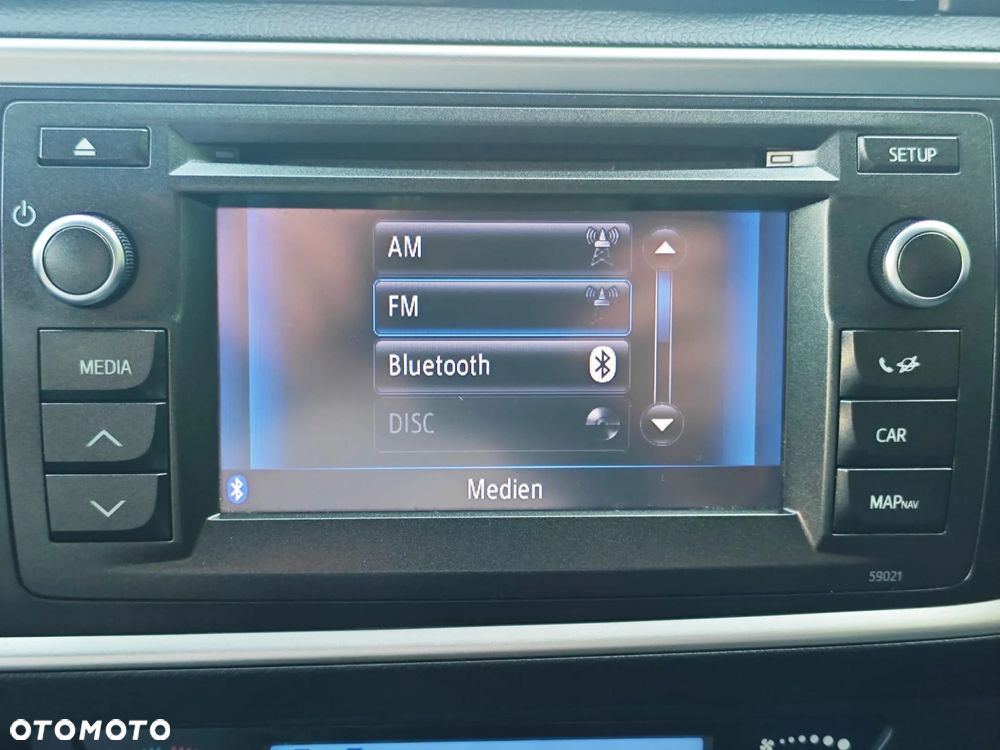 SETUP
AM
FM
MEDIA
Bluetooth
DISC
CAR
MAPNAV
Medien
59021
OTOMOTO